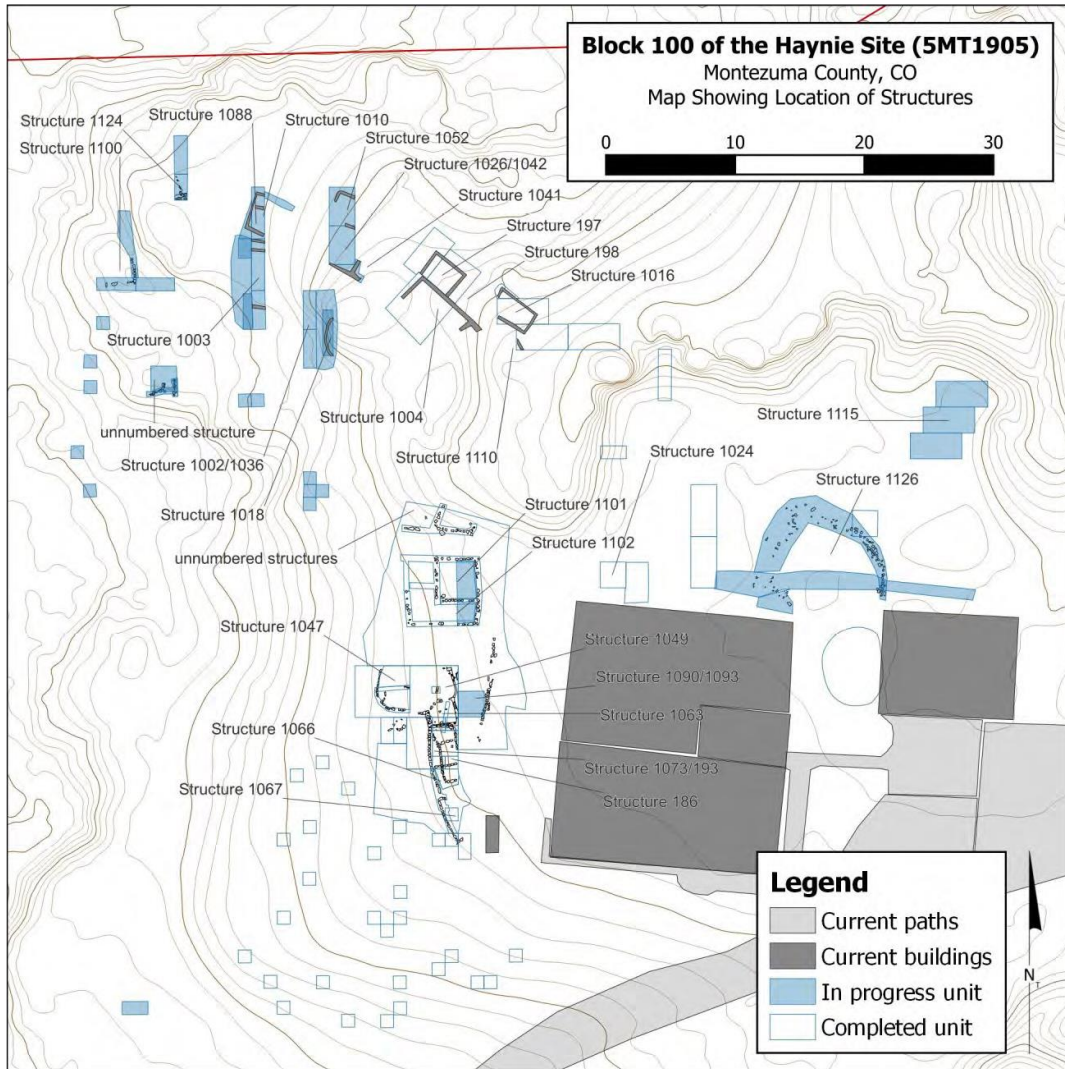 Block 100 of the Haynie Site (5MT1905)
Montezuma County, CO
Map Showing Location of Structures
0 10 20 30
Structure 1124
Structure 1088
Structure 1010
Structure 1052
Structure 1100
Structure 1026/1042
Structure 1041
Structure 197
Structure 198
Structure 1016
Structure 1003
Structure 1004
Structure 1115
unnumbered structure
Structure 1002/1036
Structure 1110
Structure 1024
Structure 1126
Structure 1018
Structure 1101
unnumbered structures
Structure 1102
Structure 1047
Structure 1049
Structure 1090/1093
Structure 1063
Structure 1066
Structure 1073/193
Structure 1067
Structure 186
Legend
Current paths
Current buildings
In progress unit
Completed unit
N
T